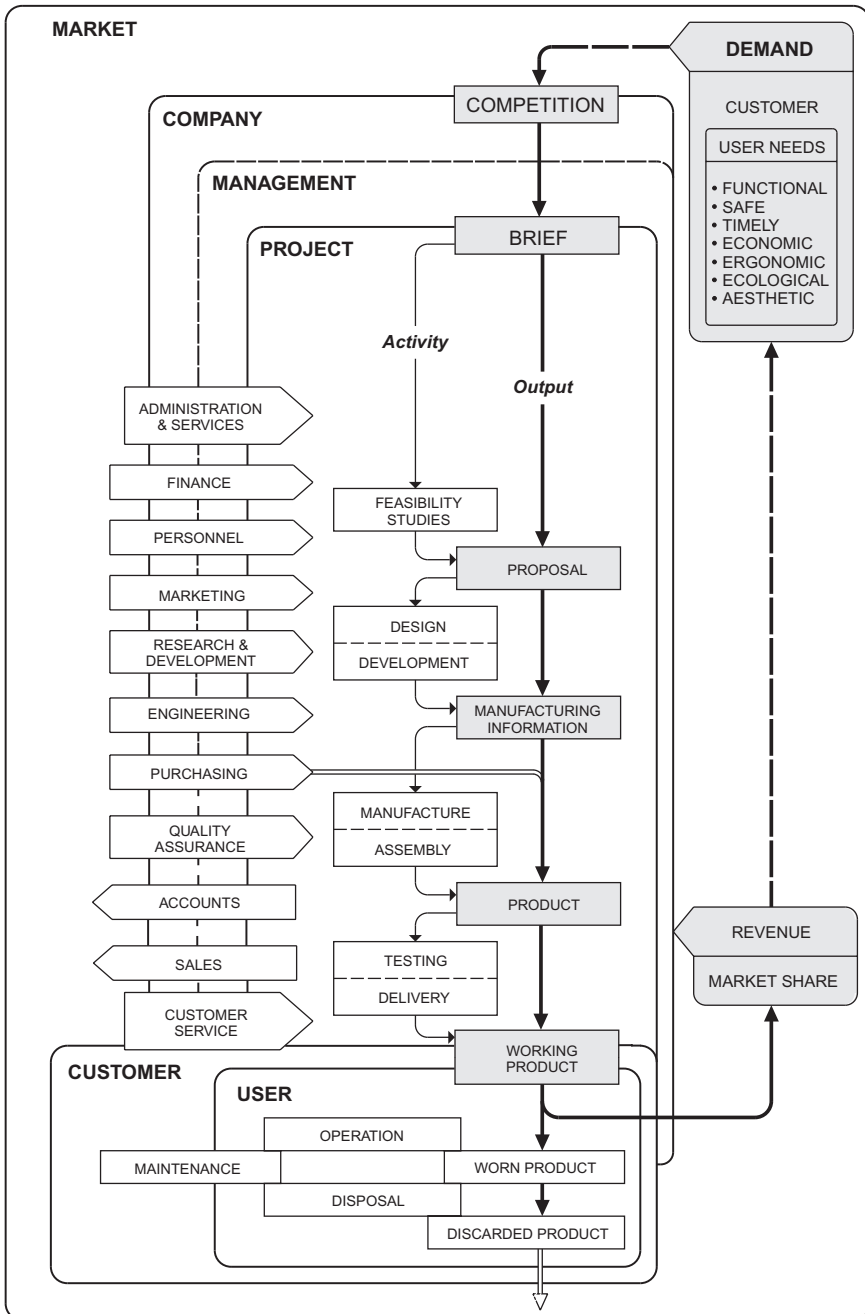 MARKET
DEMAND
CUSTOMER
USER NEEDS
• FUNCTIONAL
• SAFE
• TIMELY
• ECONOMIC
• ERGONOMIC
• ECOLOGICAL
• AESTHETIC
COMPANY
COMPETITION
MANAGEMENT
PROJECT
BRIEF
Activity
Output
ADMINISTRATION
& SERVICES
FINANCE
PERSONNEL
MARKETING
RESEARCH &
DEVELOPMENT
ENGINEERING
PURCHASING
QUALITY
ASSURANCE
ACCOUNTS
SALES
CUSTOMER
SERVICE
FEASIBILITY
STUDIES
PROPOSAL
DESIGN
DEVELOPMENT
MANUFACTURING
INFORMATION
MANUFACTURE
ASSEMBLY
PRODUCT
TESTING
DELIVERY
WORKING
PRODUCT
REVENUE
MARKET SHARE
CUSTOMER
USER
OPERATION
MAINTENANCE
WORN PRODUCT
DISPOSAL
DISCARDED PRODUCT